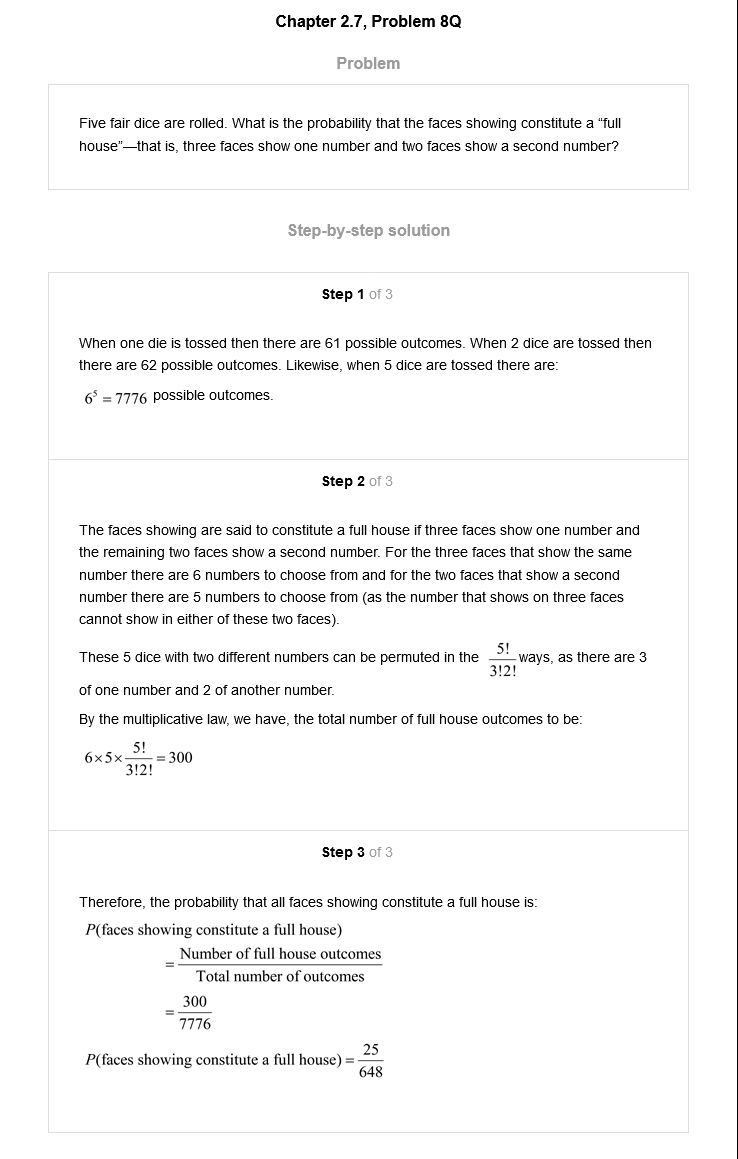 Chapter 2.7, Problem 8Q
Problem
Five fair dice are rolled. What is the probability that the faces showing constitute a “full
house”—that is, three faces show one number and two faces show a second number?
Step-by-step solution
Step 1 of 3
When one die is tossed then there are 61 possible outcomes. When 2 dice are tossed then
there are 62 possible outcomes. Likewise, when 5 dice are tossed there are:
6⁵ = 7776 possible outcomes.
Step 2 of 3
The faces showing are said to constitute a full house if three faces show one number and
the remaining two faces show a second number. For the three faces that show the same
number there are 6 numbers to choose from and for the two faces that show a second
number there are 5 numbers to choose from (as the number that shows on three faces
cannot show in either of these two faces).
These 5 dice with two different numbers can be permuted in the 5!/3!2! ways, as there are 3
of one number and 2 of another number.
By the multiplicative law, we have, the total number of full house outcomes to be:
6×5×5!/3!2! = 300
Step 3 of 3
Therefore, the probability that all faces showing constitute a full house is:
P(faces showing constitute a full house)
= Number of full house outcomes / Total number of outcomes
= 300/7776
P(faces showing constitute a full house) = 25/648